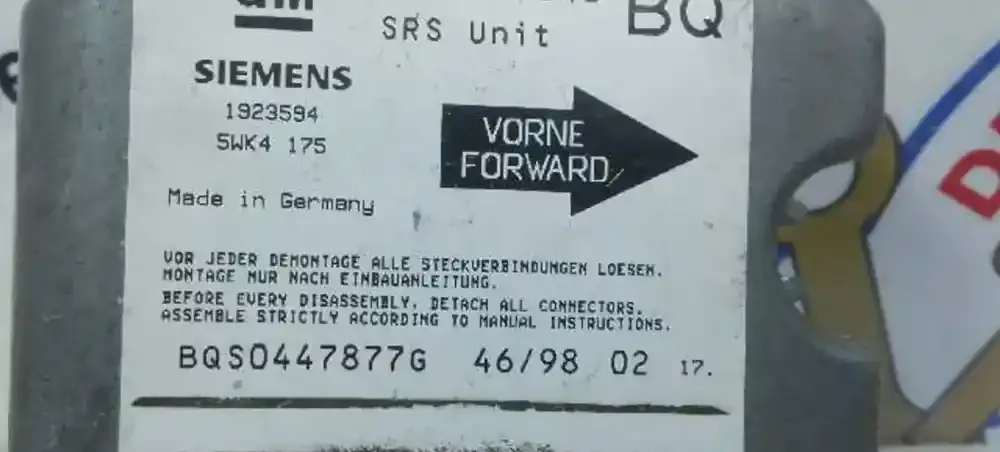 BQ
SRS Unit
SIEMENS
1923594
5WK4 175
VORNE
FORWARD
Made in Germany
VOR JEDER DEMONTAGE ALLE STECKVERBINDUNGEN LOESEN.
MONTAGE NUR NACH EINBAUANLEITUNG.
BEFORE EVERY DISASSEMBLY, DETACH ALL CONNECTORS.
ASSEMBLE STRICTLY ACCORDING TO MANUAL INSTRUCTIONS.
BQS0447877G 46/98 02 17.